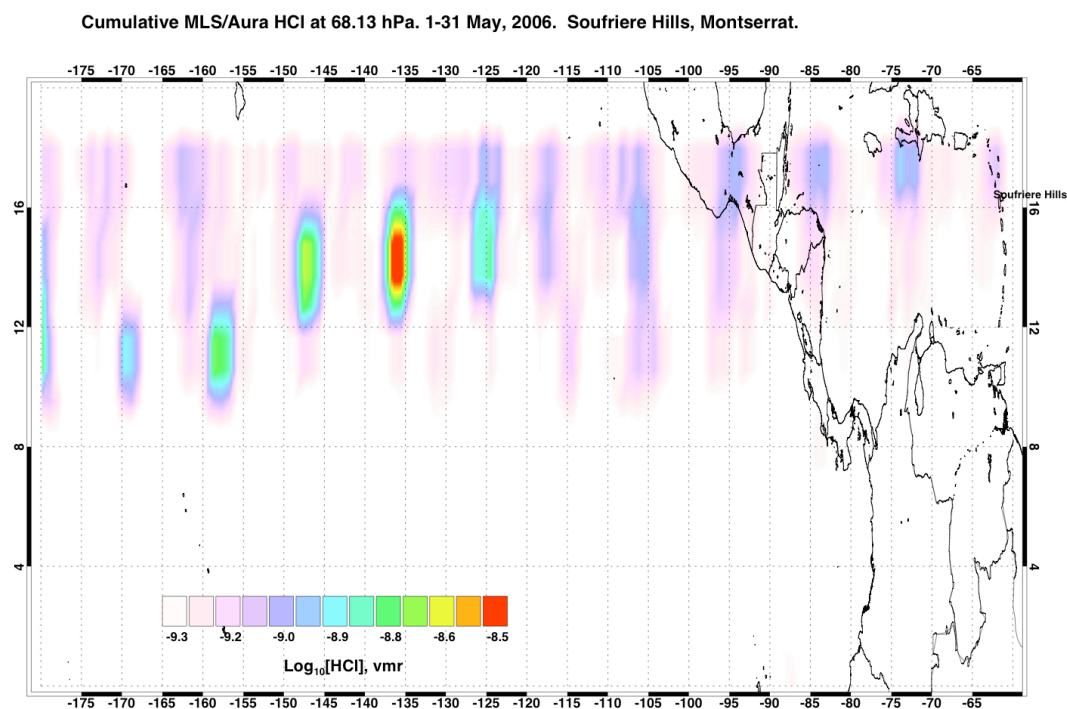 Cumulative MLS/Aura HCl at 68.13 hPa. 1-31 May, 2006. Soufriere Hills, Montserrat.
-175 -170 -165 -160 -155 -150 -145 -140 -135 -130 -125 -120 -115 -110 -105 -100 -95 -90 -85 -80 -75 -70 -65
Soufriere Hills
16 16
12 12
8 8
4 4
-9.3 -9.2 -9.0 -8.9 -8.8 -8.6 -8.5
Log10[HCl], vmr
-175 -170 -165 -160 -155 -150 -145 -140 -135 -130 -125 -120 -115 -110 -105 -100 -95 -90 -85 -80 -75 -70 -65